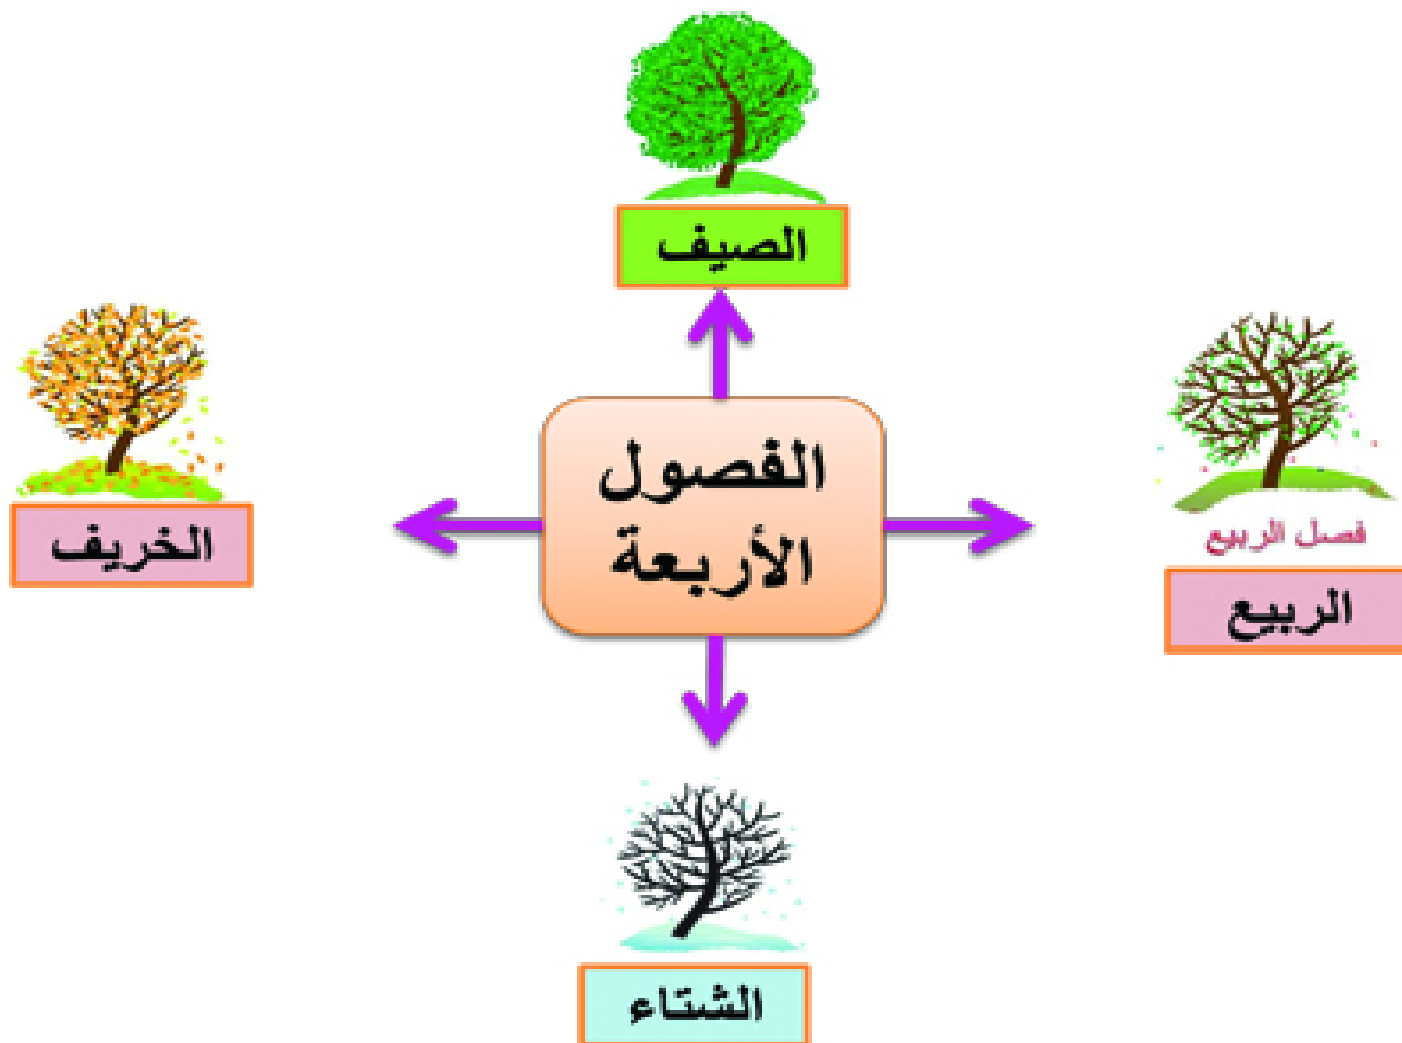 الصيف
الفصول
الأربعة
فصل الربيع
الربيع
الخريف
الشتاء